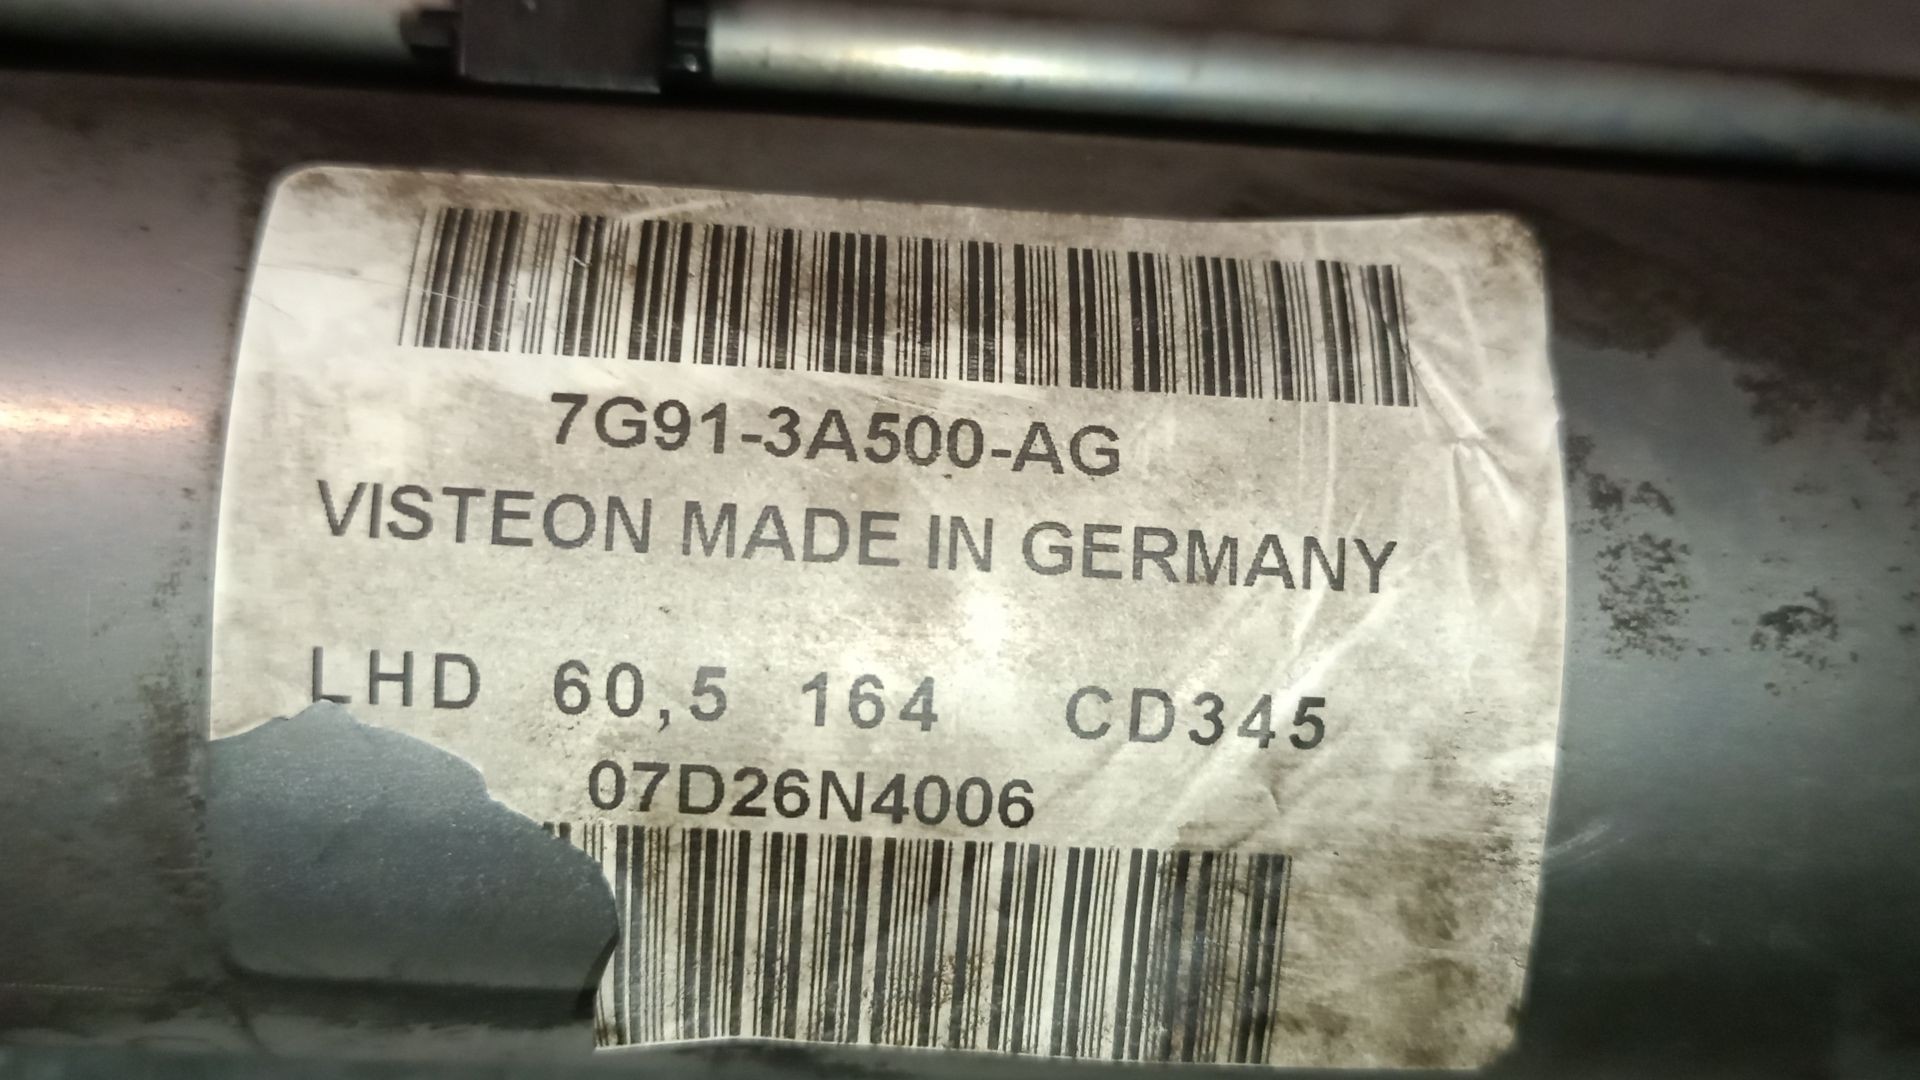 7G91-3A500-AG
VISTEON MADE IN GERMANY
LHD 60,5 164 CD345
07D26N4006